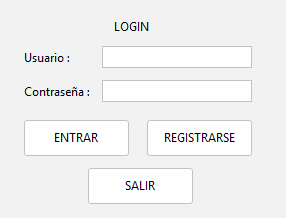 LOGIN
Usuario :
Contraseña :
ENTRAR REGISTRARSE
SALIR